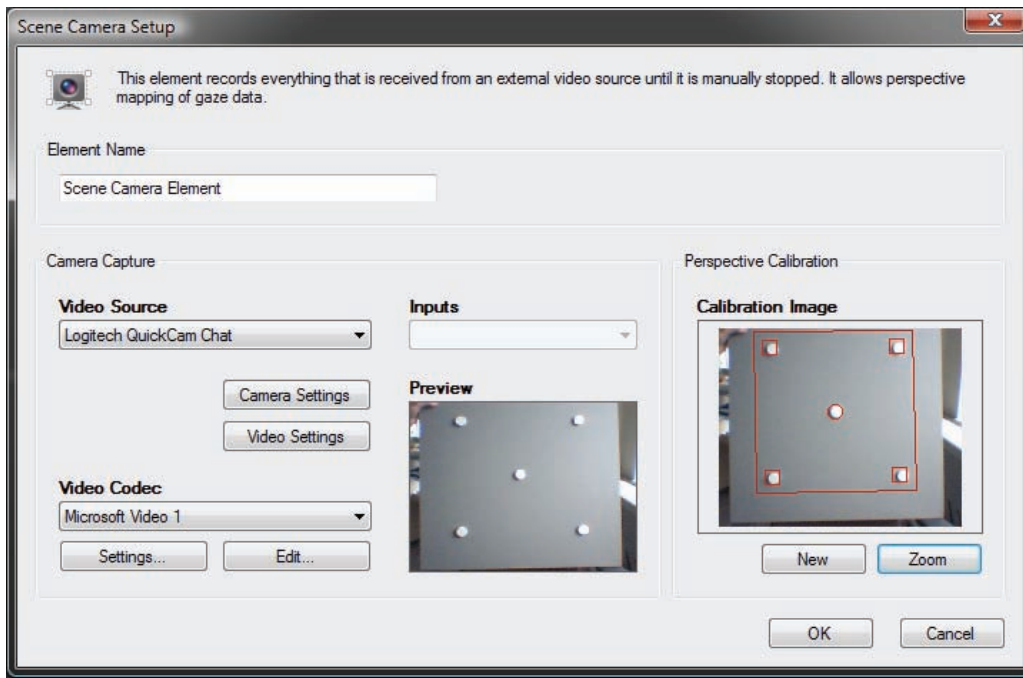 Scene Camera Setup
This element records everything that is received from an external video source until it is manually stopped. It allows perspective
mapping of gaze data.
Element Name
Scene Camera Element
Camera Capture
Video Source
Logitech QuickCam Chat
Inputs
Camera Settings
Video Settings
Preview
Video Codec
Microsoft Video 1
Settings...
Edit...
Perspective Calibration
Calibration Image
New
Zoom
OK
Cancel